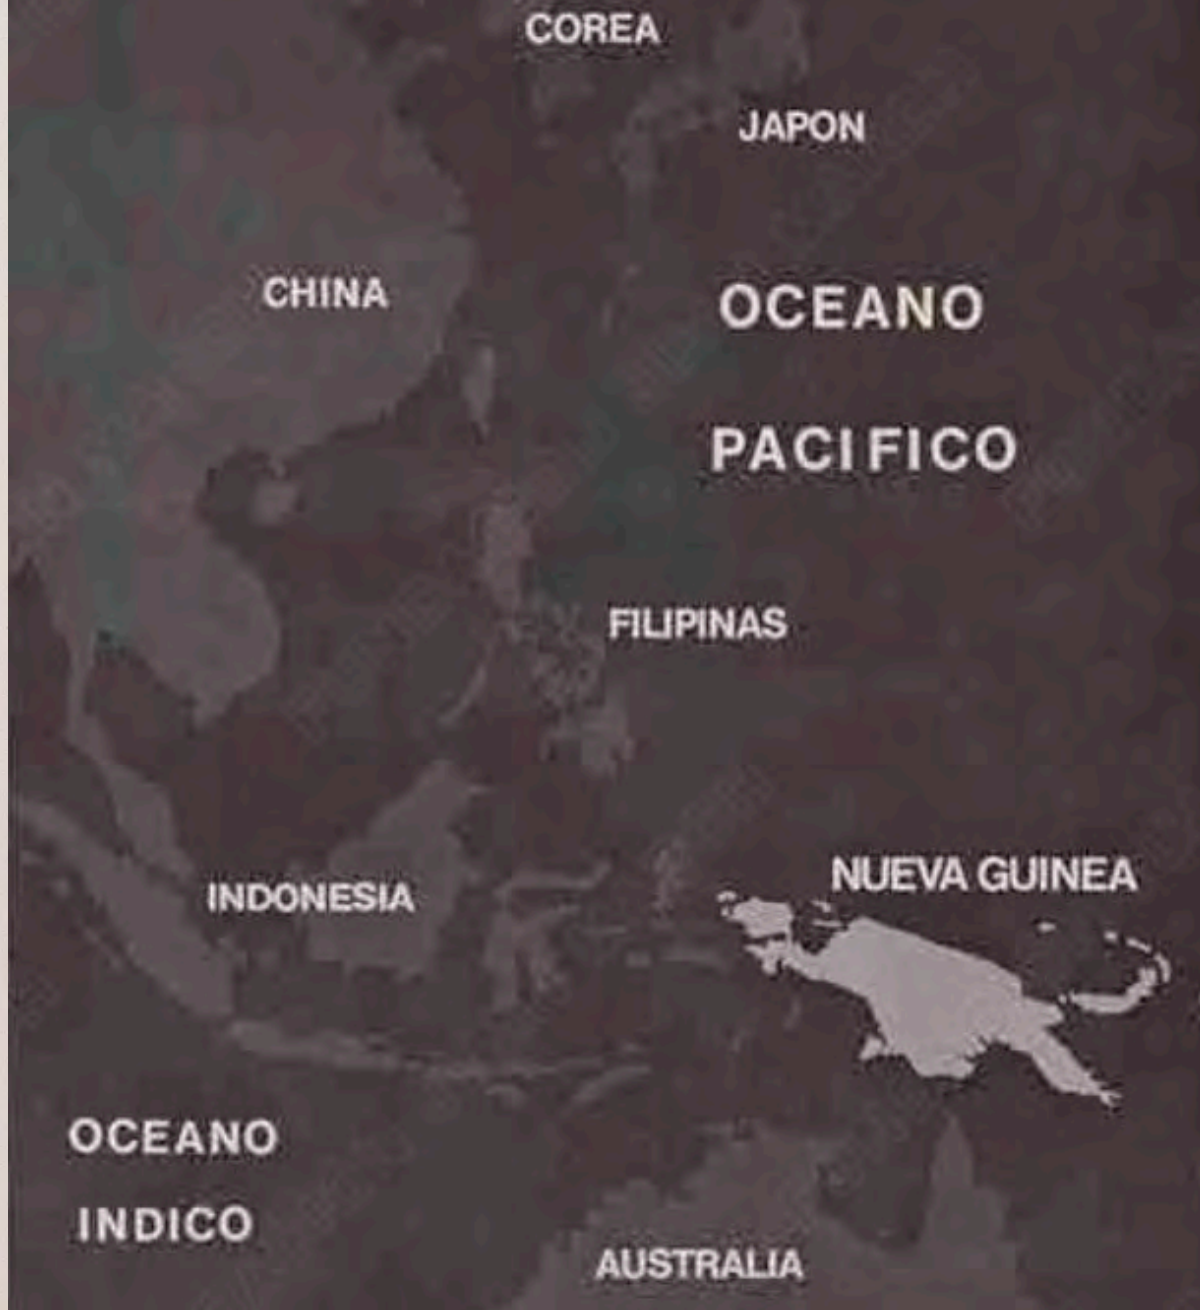 COREA
JAPON
CHINA
OCEANO
PACIFICO
FILIPINAS
NUEVA GUINEA
INDONESIA
OCEANO
INDICO
AUSTRALIA